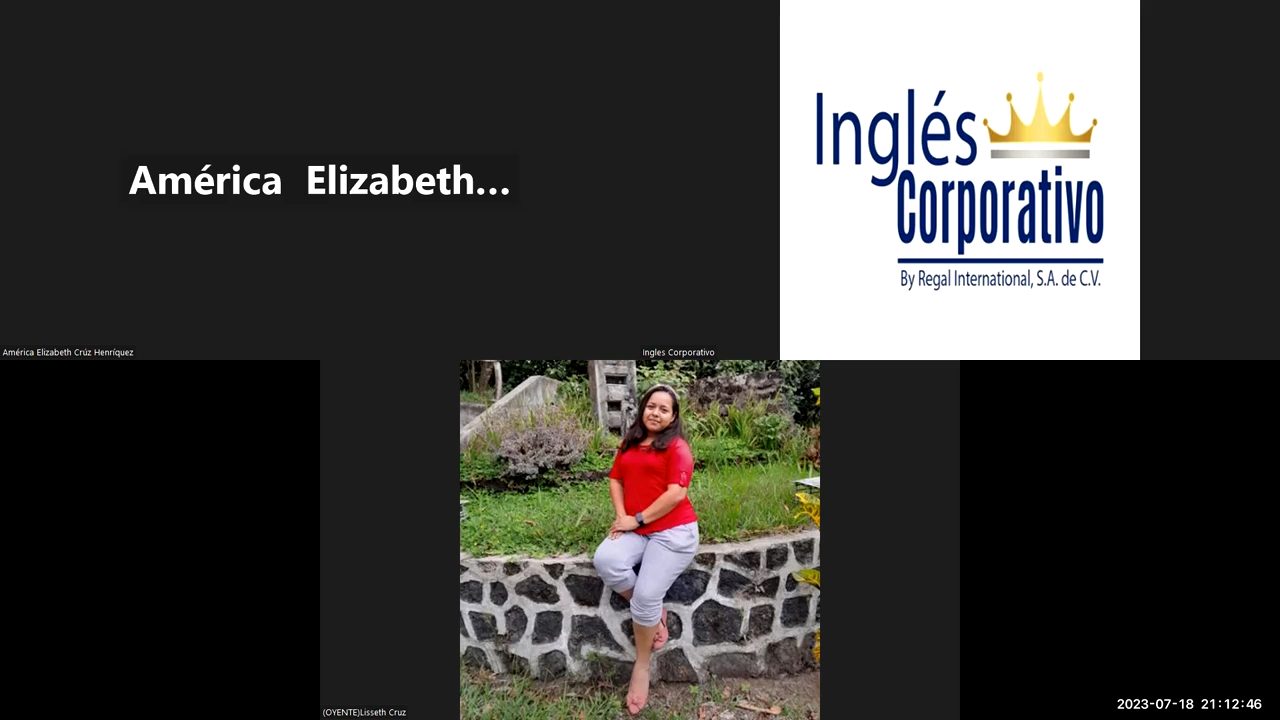 América  Elizabeth...
Inglés
Corporativo
By Regal International, S.A. de C.V.
América Elizabeth Crúz Henríquez
Ingles Corporativo
(OYENTE)Lisseth Cruz
2023-07-18 21:12:46